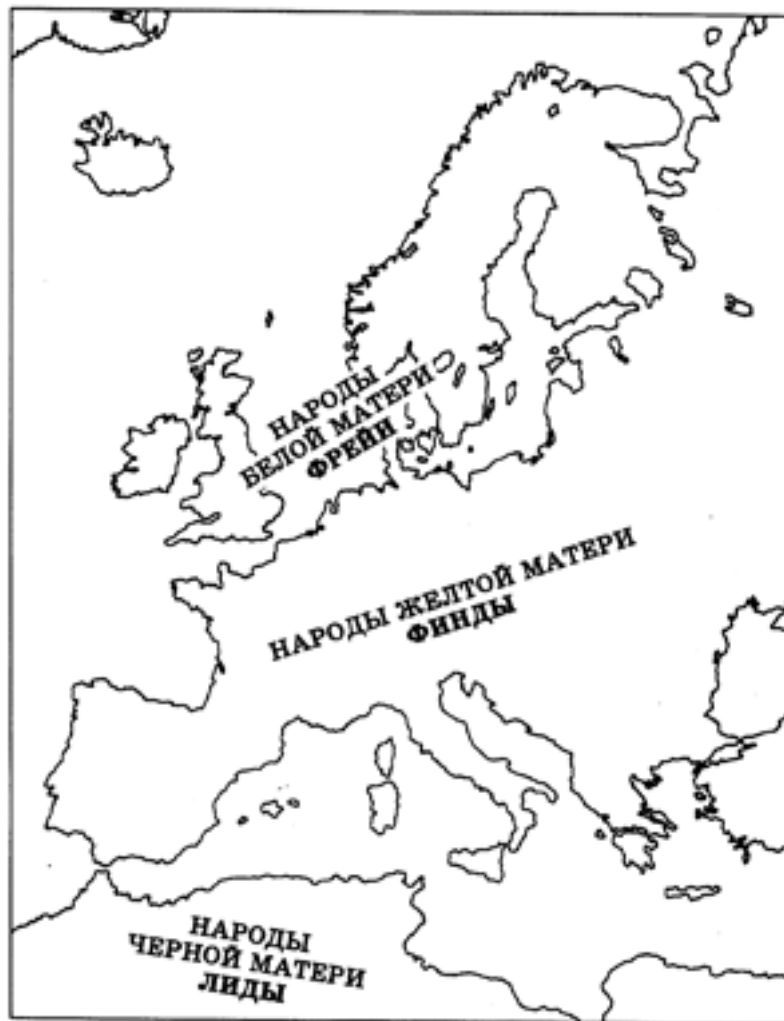 НАРОДЫ
БЕЛОЙ МАТЕРИ
ФРЕЙИ
НАРОДЫ ЖЕЛТОЙ МАТЕРИ
ФИНДЫ
НАРОДЫ
ЧЕРНОЙ МАТЕРИ
ЛИДЫ